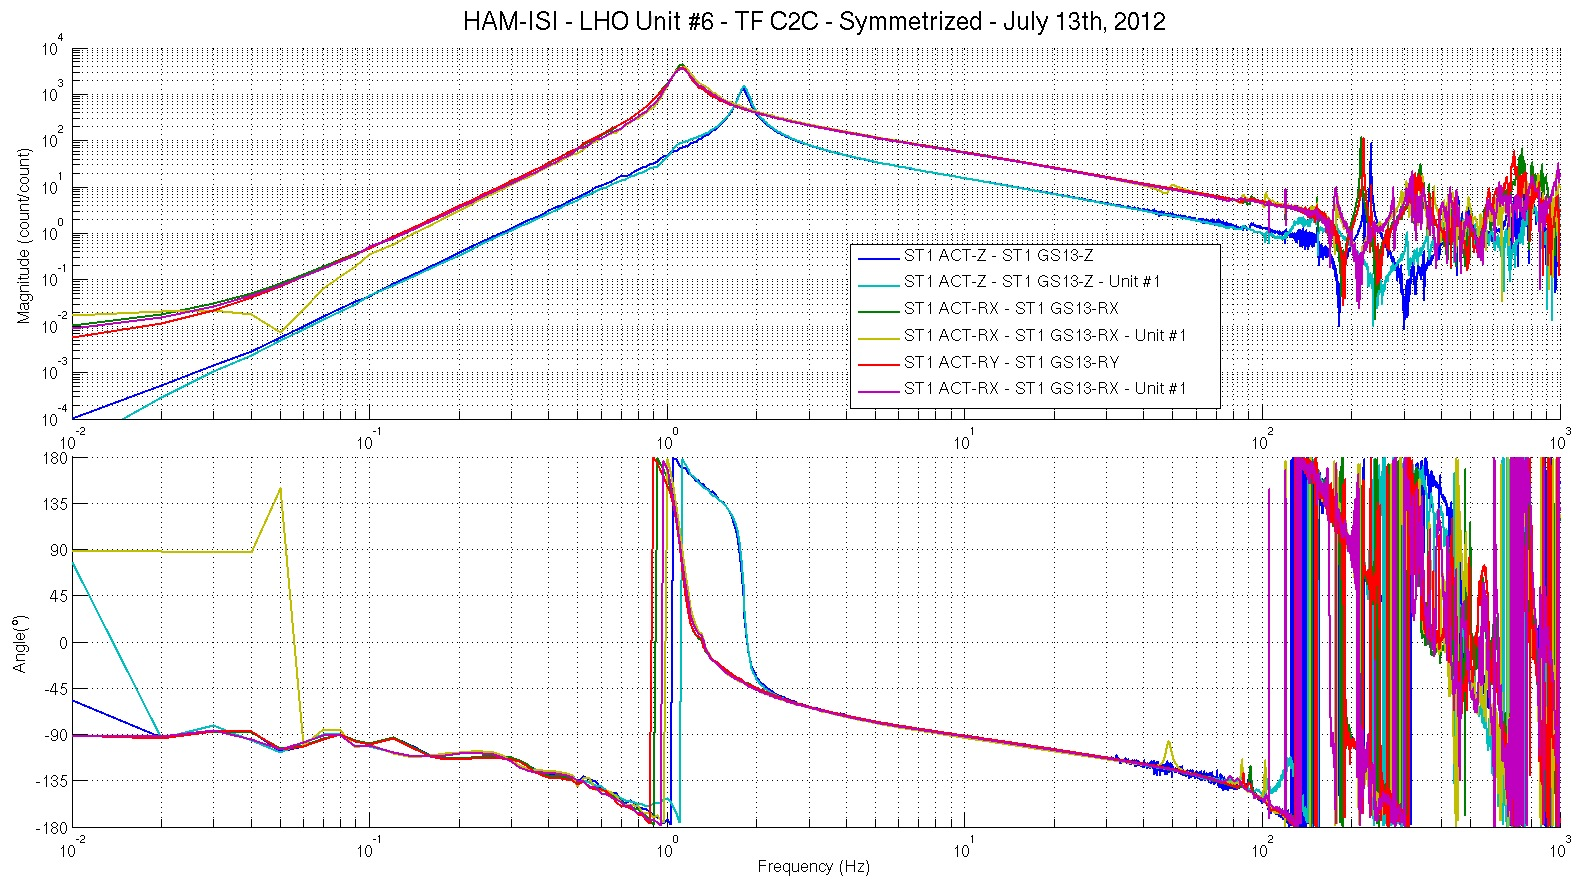 HAM-ISI - LHO Unit #6 - TF C2C - Symmetrized - July 13th, 2012
Magnitude (count/count)
10^4
10^3
10^2
10^1
10^0
10^-1
10^-2
10^-3
10^-4
ST1 ACT-Z - ST1 GS13-Z
ST1 ACT-Z - ST1 GS13-Z - Unit #1
ST1 ACT-RX - ST1 GS13-RX
ST1 ACT-RX - ST1 GS13-RX - Unit #1
ST1 ACT-RY - ST1 GS13-RY
ST1 ACT-RX - ST1 GS13-RX - Unit #1
10^-2 10^-1 10^0 10^1 10^2 10^3
Angle(°)
180
135
90
45
0
-45
-90
-135
-180
10^-2 10^-1 10^0 10^1 10^2 10^3
Frequency (Hz)